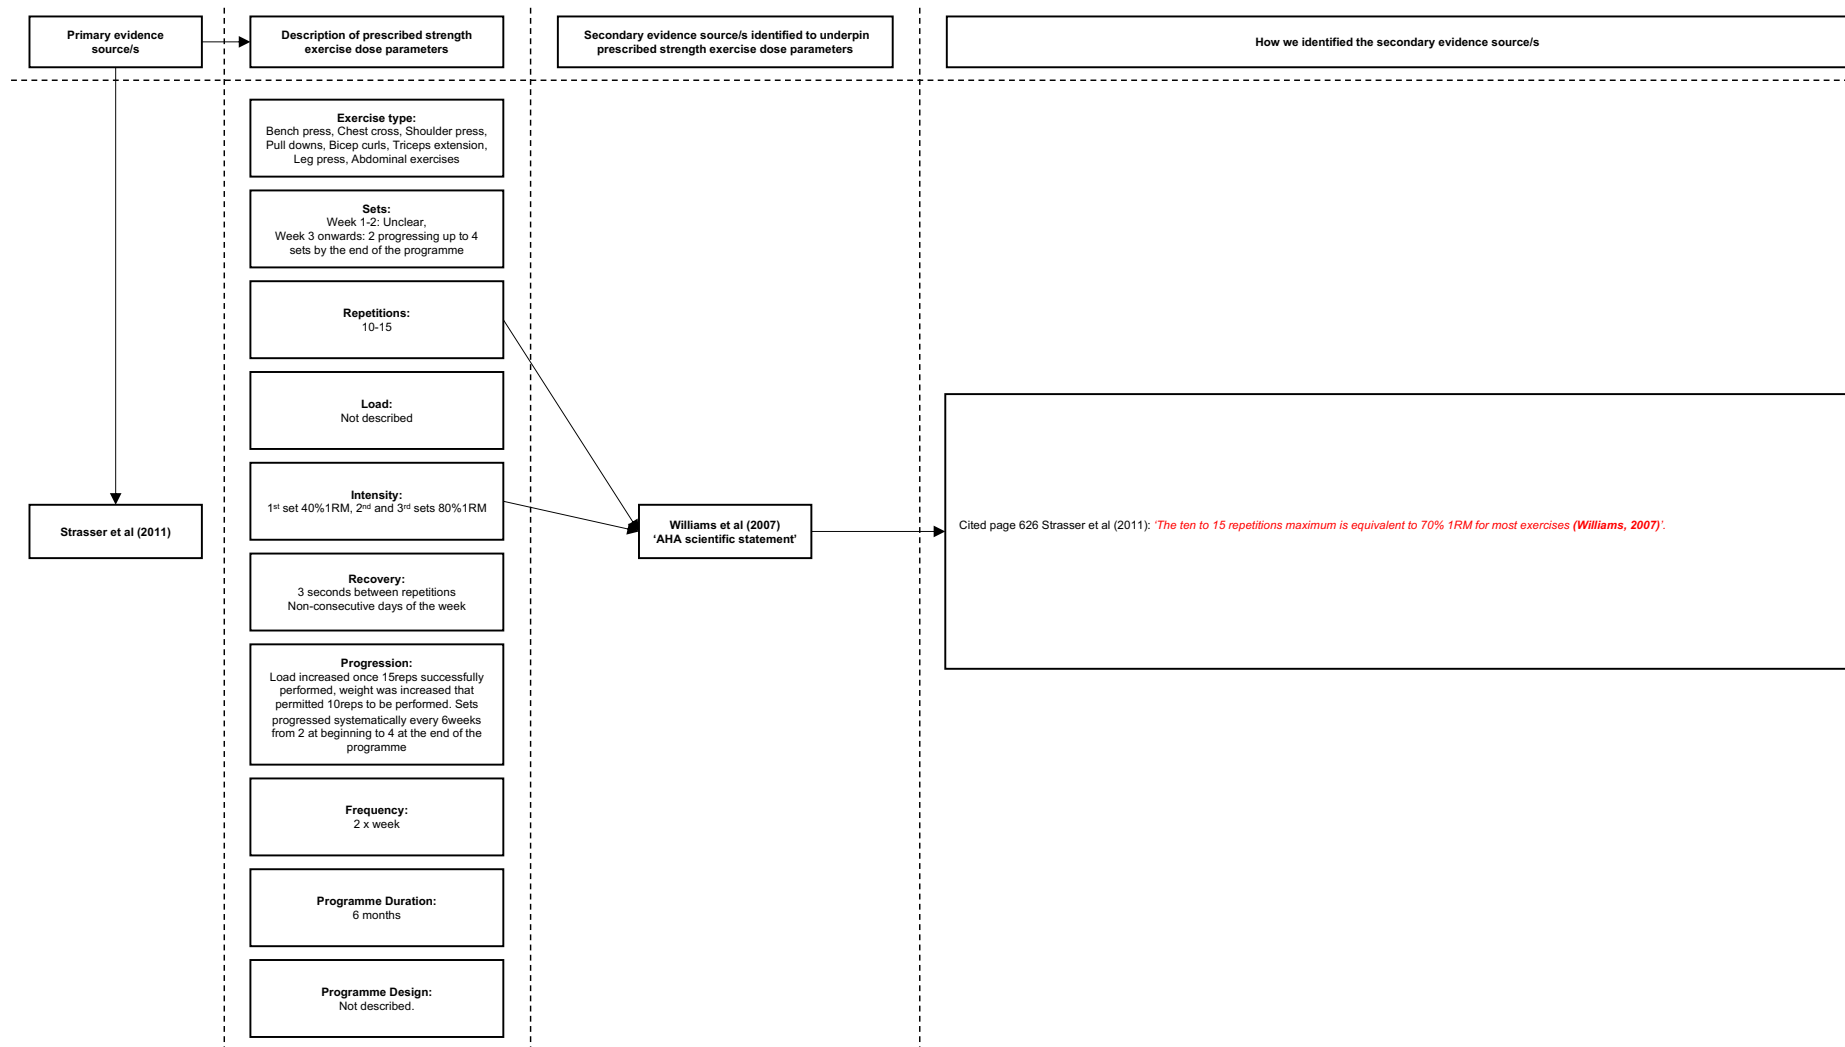 Primary evidence
source/s
Description of prescribed strength
exercise dose parameters
Secondary evidence source/s identified to underpin
prescribed strength exercise dose parameters
How we identified the secondary evidence source/s
Exercise type:
Bench press, Chest cross, Shoulder press,
Pull downs, Bicep curls, Triceps extension,
Leg press, Abdominal exercises
Sets:
Week 1-2: Unclear,
Week 3 onwards: 2 progressing up to 4
sets by the end of the programme
Repetitions:
10-15
Load:
Not described
Intensity:
1st set 40%1RM, 2nd and 3rd sets 80%1RM
Recovery:
3 seconds between repetitions
Non-consecutive days of the week
Progression:
Load increased once 15reps successfully
performed, weight was increased that
permitted 10reps to be performed. Sets
progressed systematically every 6weeks
from 2 at beginning to 4 at the end of the
programme
Frequency:
2 x week
Programme Duration:
6 months
Programme Design:
Not described.
Strasser et al (2011)
Williams et al (2007)
‘AHA scientific statement’
Cited page 626 Strasser et al (2011): ‘The ten to 15 repetitions maximum is equivalent to 70% 1RM for most exercises (Williams, 2007)’.